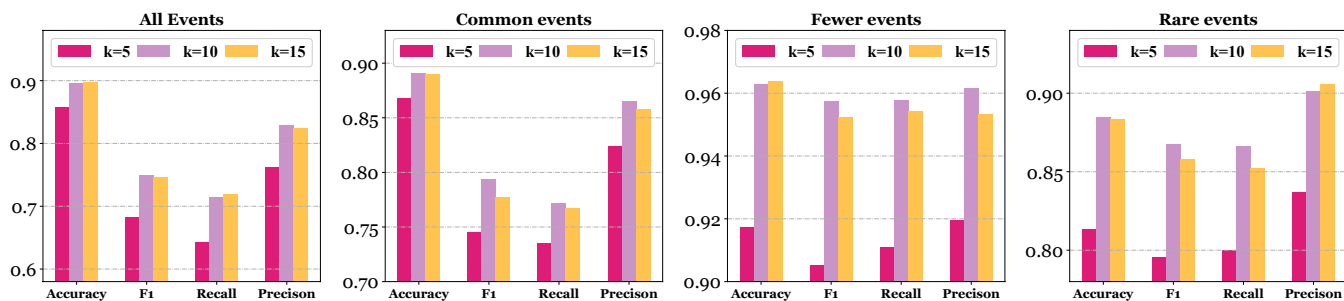 All Events
k=5 k=10 k=15
0.9
0.8
0.7
0.6
Accuracy F1 Recall Precison
Common events
k=5 k=10 k=15
0.90
0.85
0.80
0.75
0.70
Accuracy F1 Recall Precison
Fewer events
0.98
k=5 k=10 k=15
0.96
0.94
0.92
0.90
Accuracy F1 Recall Precison
Rare events
k=5 k=10 k=15
0.90
0.85
0.80
Accuracy F1 Recall Precison